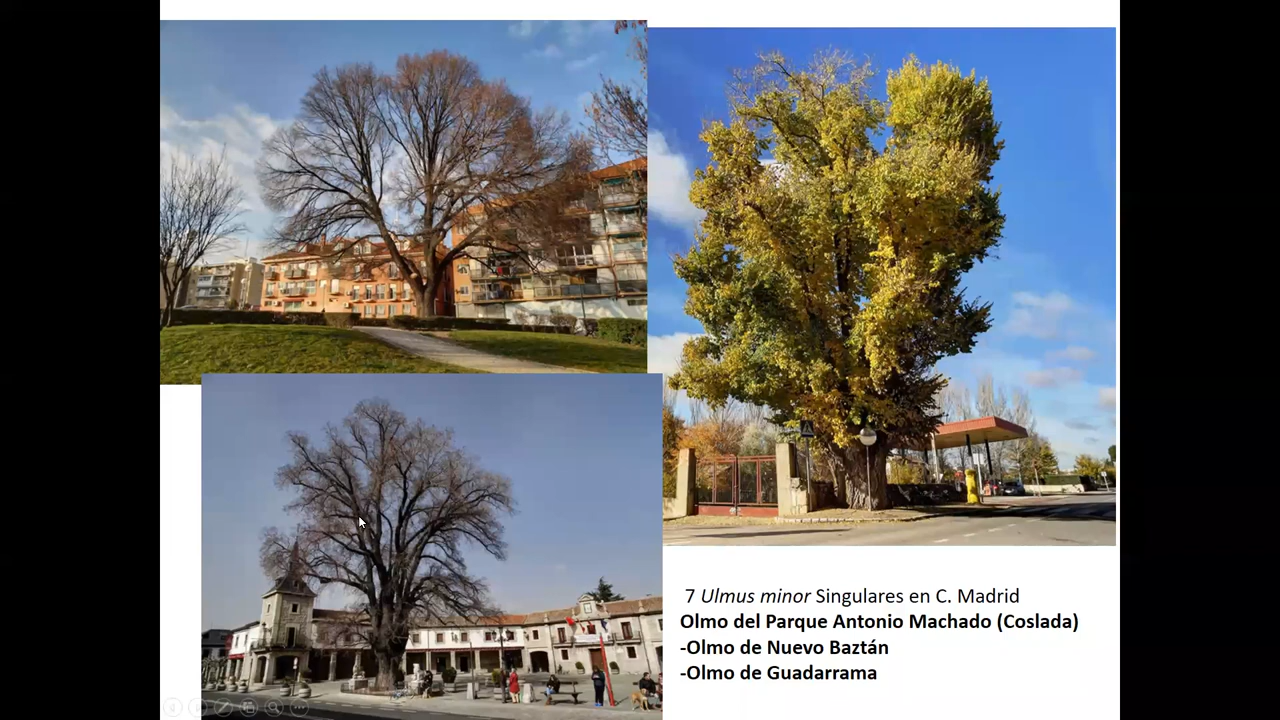 7 Ulmus minor Singulares en C. Madrid
Olmo del Parque Antonio Machado (Coslada)
-Olmo de Nuevo Baztán
-Olmo de Guadarrama